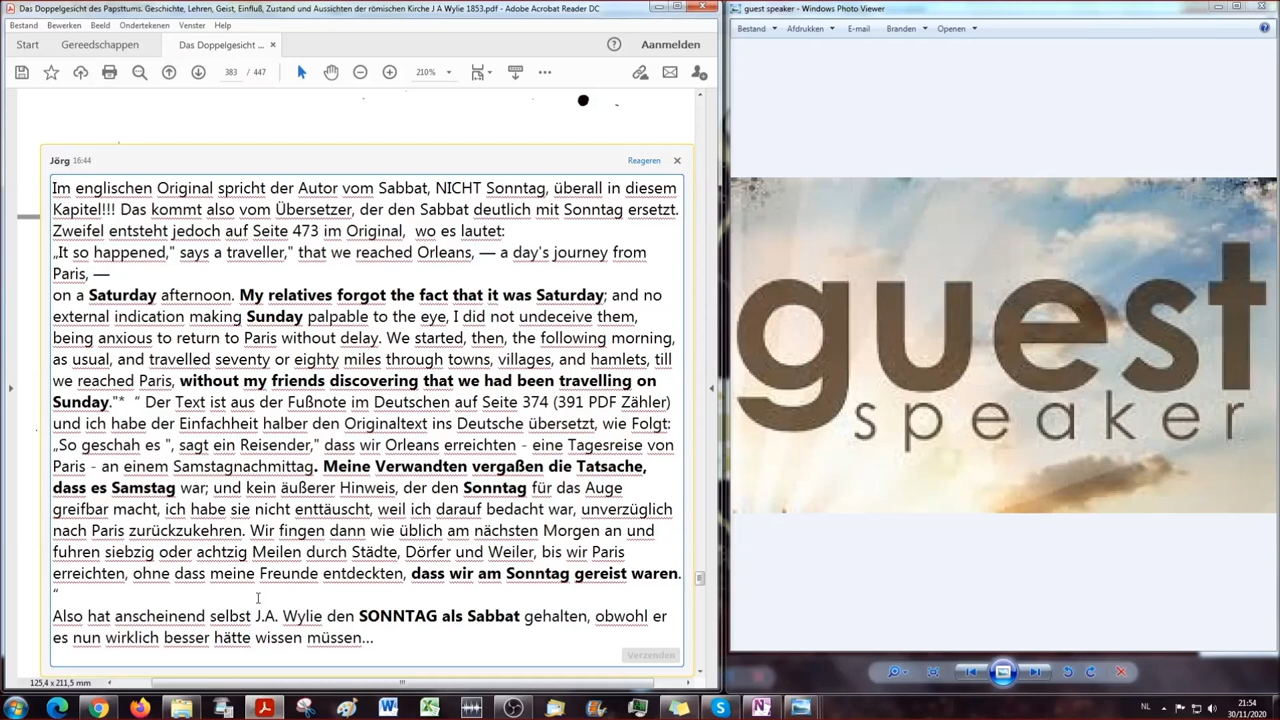 Das Doppelgesicht des Papsttums. Geschichte, Lehren, Geist, Einfluß, Zustand und Aussichten der römischen Kirche J A Wylie 1853.pdf - Adobe Acrobat Reader DC
Bestand Bewerken Beeld Ondertekenen Venster Help
Start Gereedschappen Das Doppelgesicht ... × Anmelden
383 / 447 210%
Jörg 16:44 Reageren
Im englischen Original spricht der Autor vom Sabbat, NICHT Sonntag, überall in diesem
Kapitel!!! Das kommt also vom Übersetzer, der den Sabbat deutlich mit Sonntag ersetzt.
Zweifel entsteht jedoch auf Seite 473 im Original, wo es lautet:
„It so happened," says a traveller," that we reached Orleans, — a day's journey from
Paris, —
on a Saturday afternoon. My relatives forgot the fact that it was Saturday; and no
external indication making Sunday palpable to the eye, I did not undeceive them,
being anxious to return to Paris without delay. We started, then, the following morning,
as usual, and travelled seventy or eighty miles through towns, villages, and hamlets, till
we reached Paris, without my friends discovering that we had been travelling on
Sunday."* “ Der Text ist aus der Fußnote im Deutschen auf Seite 374 (391 PDF Zähler)
und ich habe der Einfachheit halber den Originaltext ins Deutsche übersetzt, wie Folgt:
„So geschah es ", sagt ein Reisender," dass wir Orleans erreichten - eine Tagesreise von
Paris - an einem Samstagnachmittag. Meine Verwandten vergaßen die Tatsache,
dass es Samstag war; und kein äußerer Hinweis, der den Sonntag für das Auge
greifbar macht, ich habe sie nicht enttäuscht, weil ich darauf bedacht war, unverzüglich
nach Paris zurückzukehren. Wir fingen dann wie üblich am nächsten Morgen an und
fuhren siebzig oder achtzig Meilen durch Städte, Dörfer und Weiler, bis wir Paris
erreichten, ohne dass meine Freunde entdeckten, dass wir am Sonntag gereist waren.
“
Also hat anscheinend selbst J.A. Wylie den SONNTAG als Sabbat gehalten, obwohl er
es nun wirklich besser hätte wissen müssen...
Verzenden
125,4 x 211,5 mm
guest speaker - Windows Photo Viewer
Bestand Afdrukken E-mail Branden Openen
guest
speaker
NL 21:54
30/11/2020